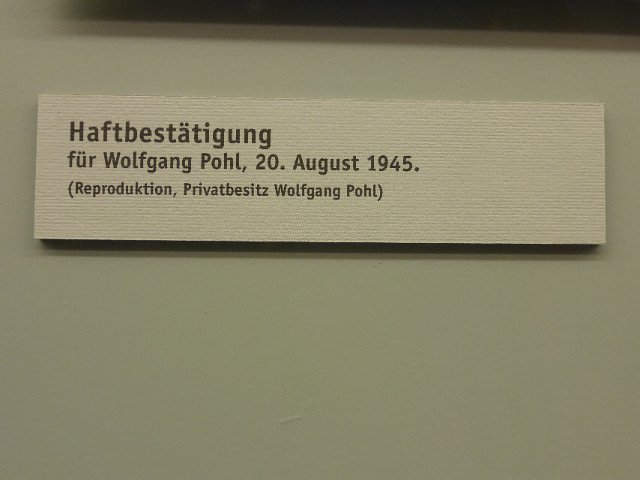 Haftbestätigung
für Wolfgang Pohl, 20. August 1945.
(Reproduktion, Privatbesitz Wolfgang Pohl)